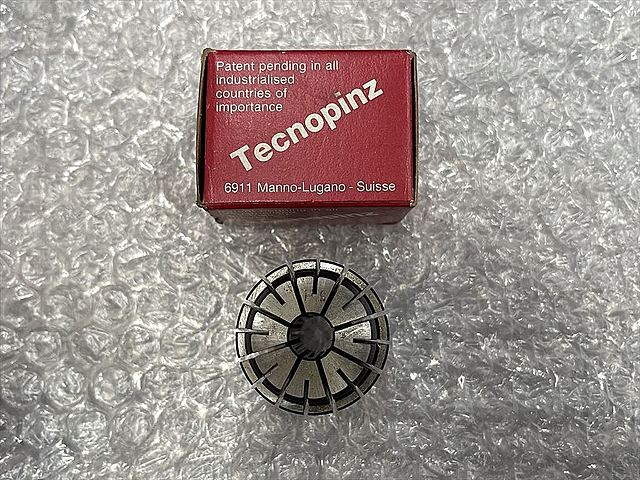 Patent pending in all
industrialised
countries of
importance
Tecnopinz
6911 Manno-Lugano - Suisse